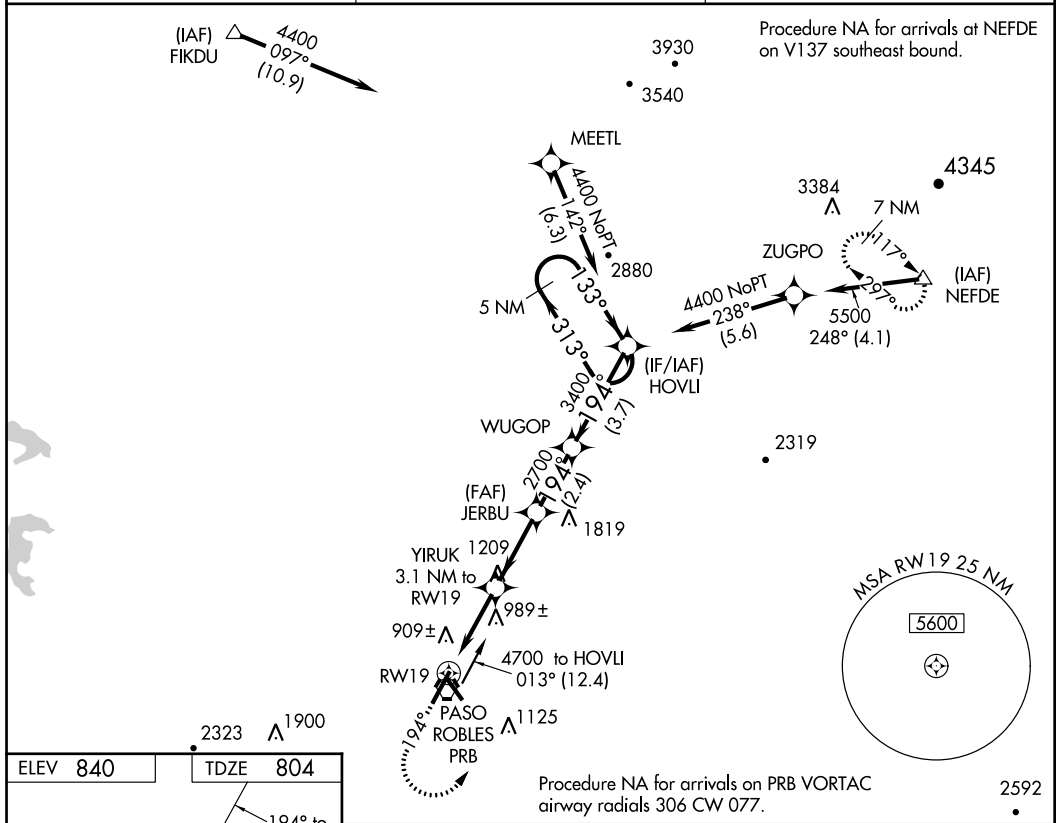 (IAF)
FIKDU
4400
097°
(10.9)
Procedure NA for arrivals at NEFDE
on V137 southeast bound.
3930
3540
MEETL
4400 NoPT
142°
(6.3)
2880
4345
3384
7 NM
117°
297°
ZUGPO
(IAF)
NEFDE
4400 NoPT
238°
(5.6)
5500
248° (4.1)
5 NM
133°
313°
(IF/IAF)
HOVLI
3400
194°
(3.7)
WUGOP
2319
2700
194°
(2.4)
(FAF)
JERBU
1819
YIRUK
3.1 NM to
RW19
1209
989±
909±
MSA RW19 25 NM
5600
4700 to HOVLI
013° (12.4)
RW19
PASO
ROBLES
PRB
1125
194°
2323
1900
ELEV 840
TDZE 804
194° to
Procedure NA for arrivals on PRB VORTAC
airway radials 306 CW 077.
2592